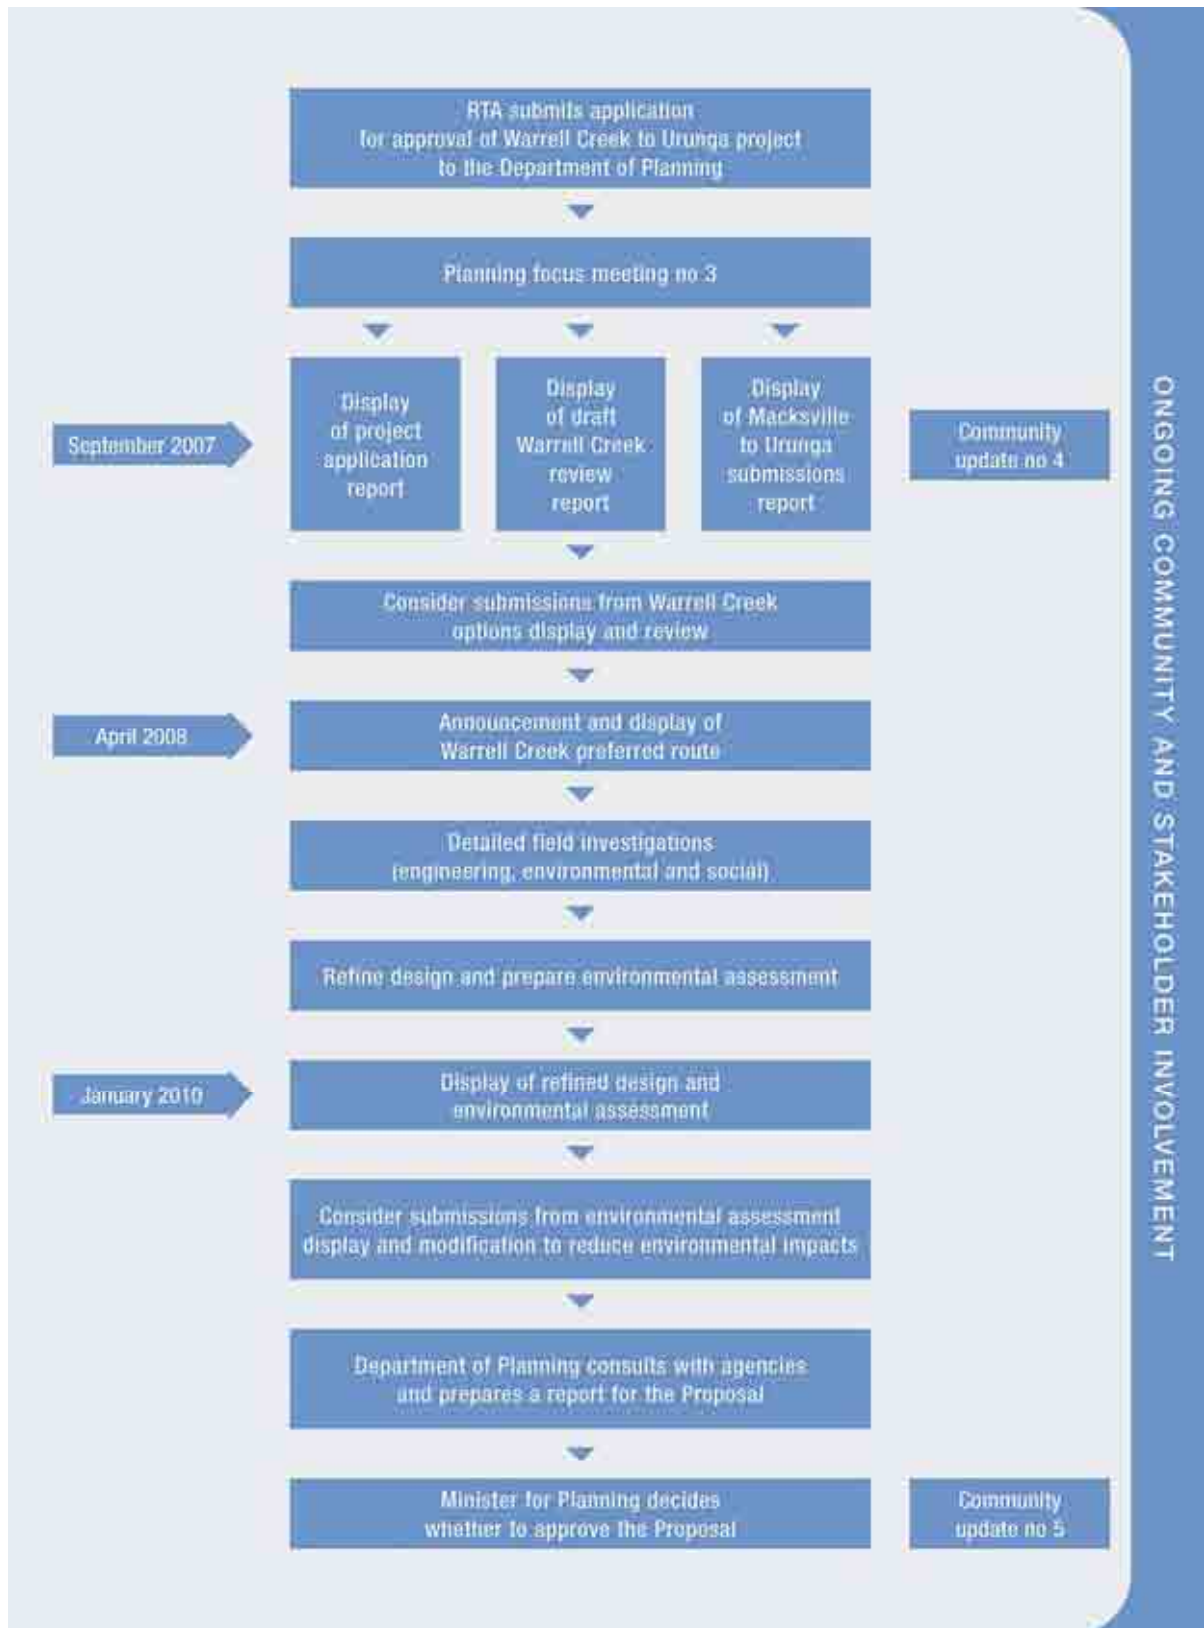 RTA submits application
for approval of Warrell Creek to Urunga project
to the Department of Planning
Planning focus meeting no 3
September 2007
Display
of project
application
report
Display
of draft
Warrell Creek
review
report
Display
of Macksville
to Urunga
submissions
report
Community
update no 4
Consider submissions from Warrell Creek
options display and review
April 2008
Announcement and display of
Warrell Creek preferred route
Detailed field investigations
(engineering, environmental and social)
Refine design and prepare environmental assessment
January 2010
Display of refined design and
environmental assessment
Consider submissions from environmental assessment
display and modification to reduce environmental impacts
Department of Planning consults with agencies
and prepares a report for the Proposal
Minister for Planning decides
whether to approve the Proposal
Community
update no 5
ONGOING COMMUNITY AND STAKEHOLDER INVOLVEMENT